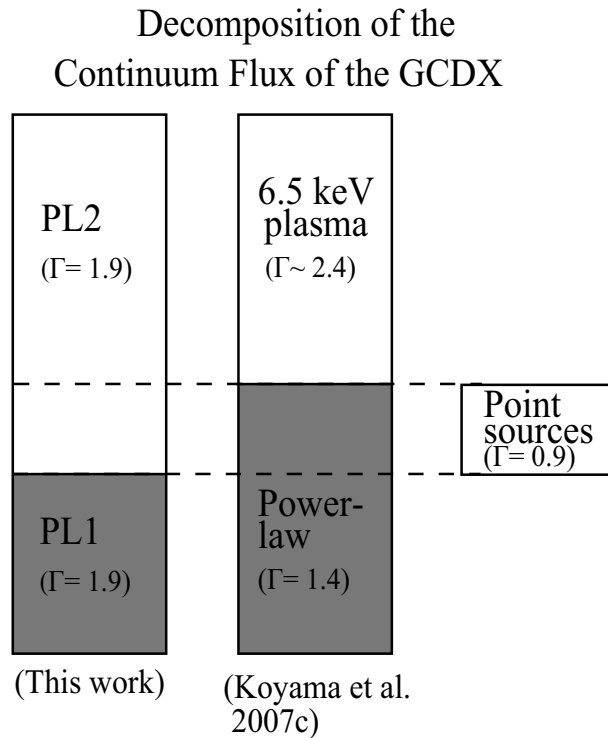 Decomposition of the
Continuum Flux of the GCDX
PL2
(Γ= 1.9)
PL1
(Γ= 1.9)
(This work)
6.5 keV
plasma
(Γ~ 2.4)
Power-
law
(Γ= 1.4)
(Koyama et al.
2007c)
Point
sources
(Γ= 0.9)